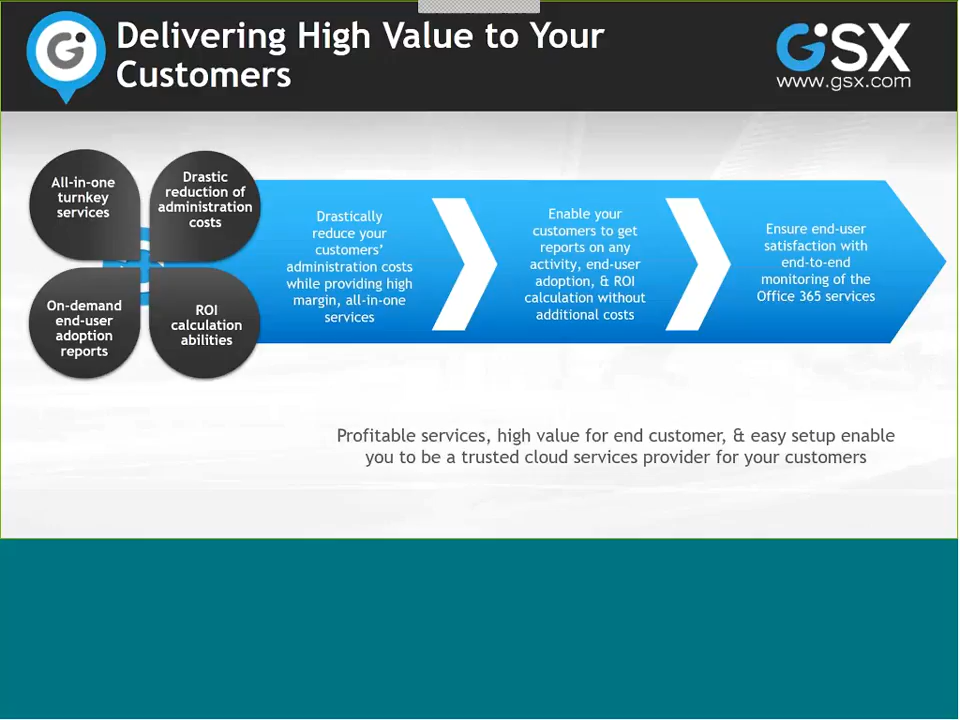 Delivering High Value to Your
Customers
GSX
www.gsx.com
All-in-one
turnkey
services
Drastic
reduction of
administration
costs
On-demand
end-user
adoption
reports
ROI
calculation
abilities
Drastically
reduce your
customers'
administration costs
while providing high
margin, all-in-one
services
Enable your
customers to get
reports on any
activity, end-user
adoption, & ROI
calculation without
additional costs
Ensure end-user
satisfaction with
end-to-end
monitoring of the
Office 365 services
Profitable services, high value for end customer, & easy setup enable
you to be a trusted cloud services provider for your customers